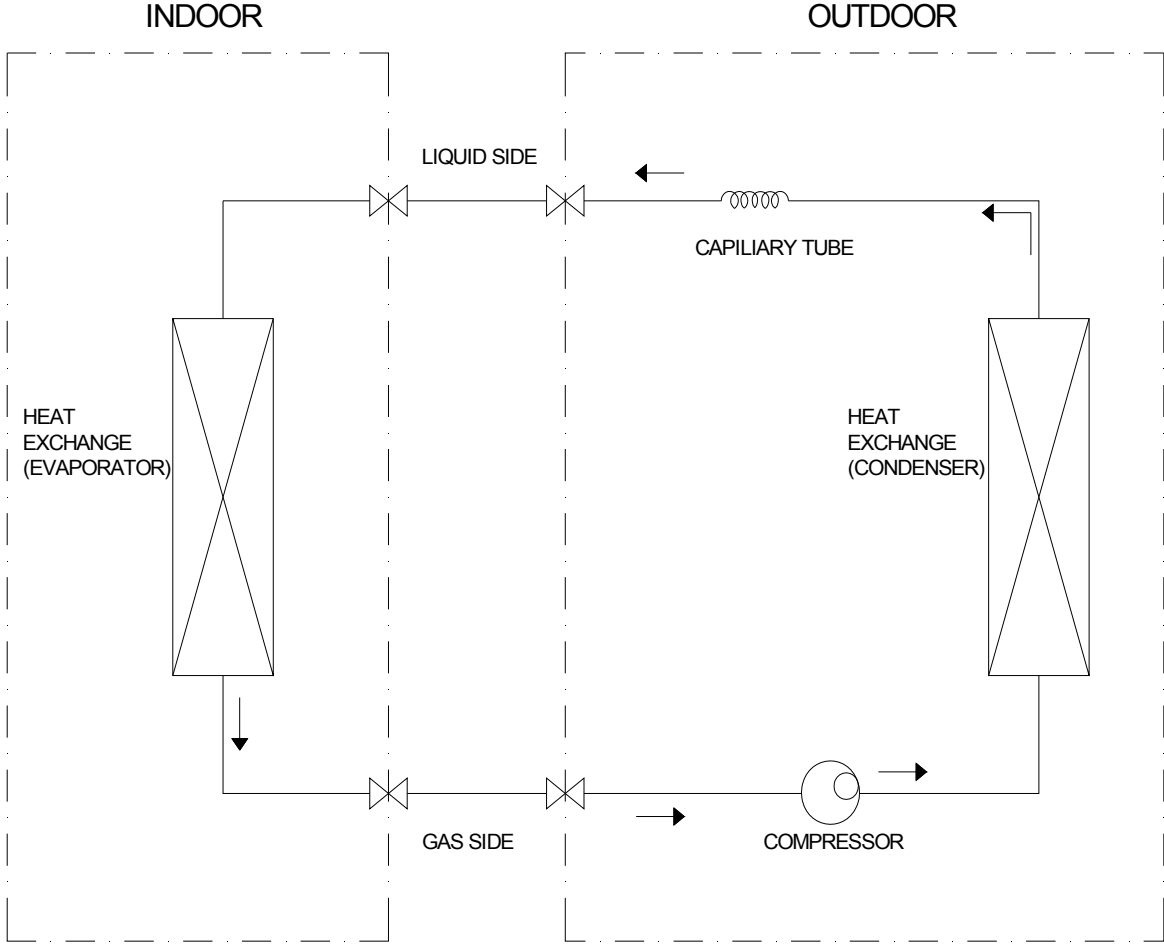 INDOOR
OUTDOOR
LIQUID SIDE
CAPILIARY TUBE
HEAT
EXCHANGE
(EVAPORATOR)
HEAT
EXCHANGE
(CONDENSER)
GAS SIDE
COMPRESSOR